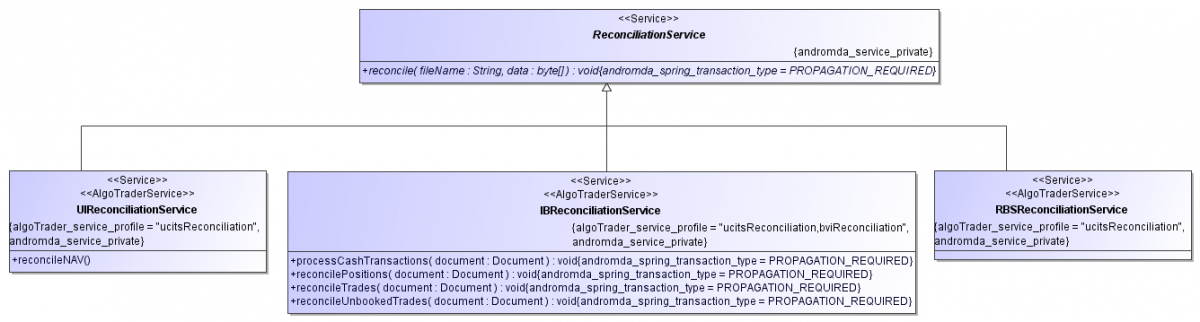 <<Service>>
ReconciliationService
{andromda_service_private}
+reconcile( fileName : String, data : byte[] ) : void{andromda_spring_transaction_type = PROPAGATION_REQUIRED}
<<Service>>
<<AlgoTraderService>>
UIReconciliationService
{algoTrader_service_profile = "ucitsReconciliation",
andromda_service_private}
+reconcileNAV()
<<Service>>
<<AlgoTraderService>>
IBReconciliationService
{algoTrader_service_profile = "ucitsReconciliation,bviReconciliation",
andromda_service_private}
+processCashTransactions( document : Document ) : void{andromda_spring_transaction_type = PROPAGATION_REQUIRED}
+reconcilePositions( document : Document ) : void{andromda_spring_transaction_type = PROPAGATION_REQUIRED}
+reconcileTrades( document : Document ) : void{andromda_spring_transaction_type = PROPAGATION_REQUIRED}
+reconcileUnbookedTrades( document : Document ) : void{andromda_spring_transaction_type = PROPAGATION_REQUIRED}
<<Service>>
<<AlgoTraderService>>
RBSReconciliationService
{algoTrader_service_profile = "ucitsReconciliation",
andromda_service_private}